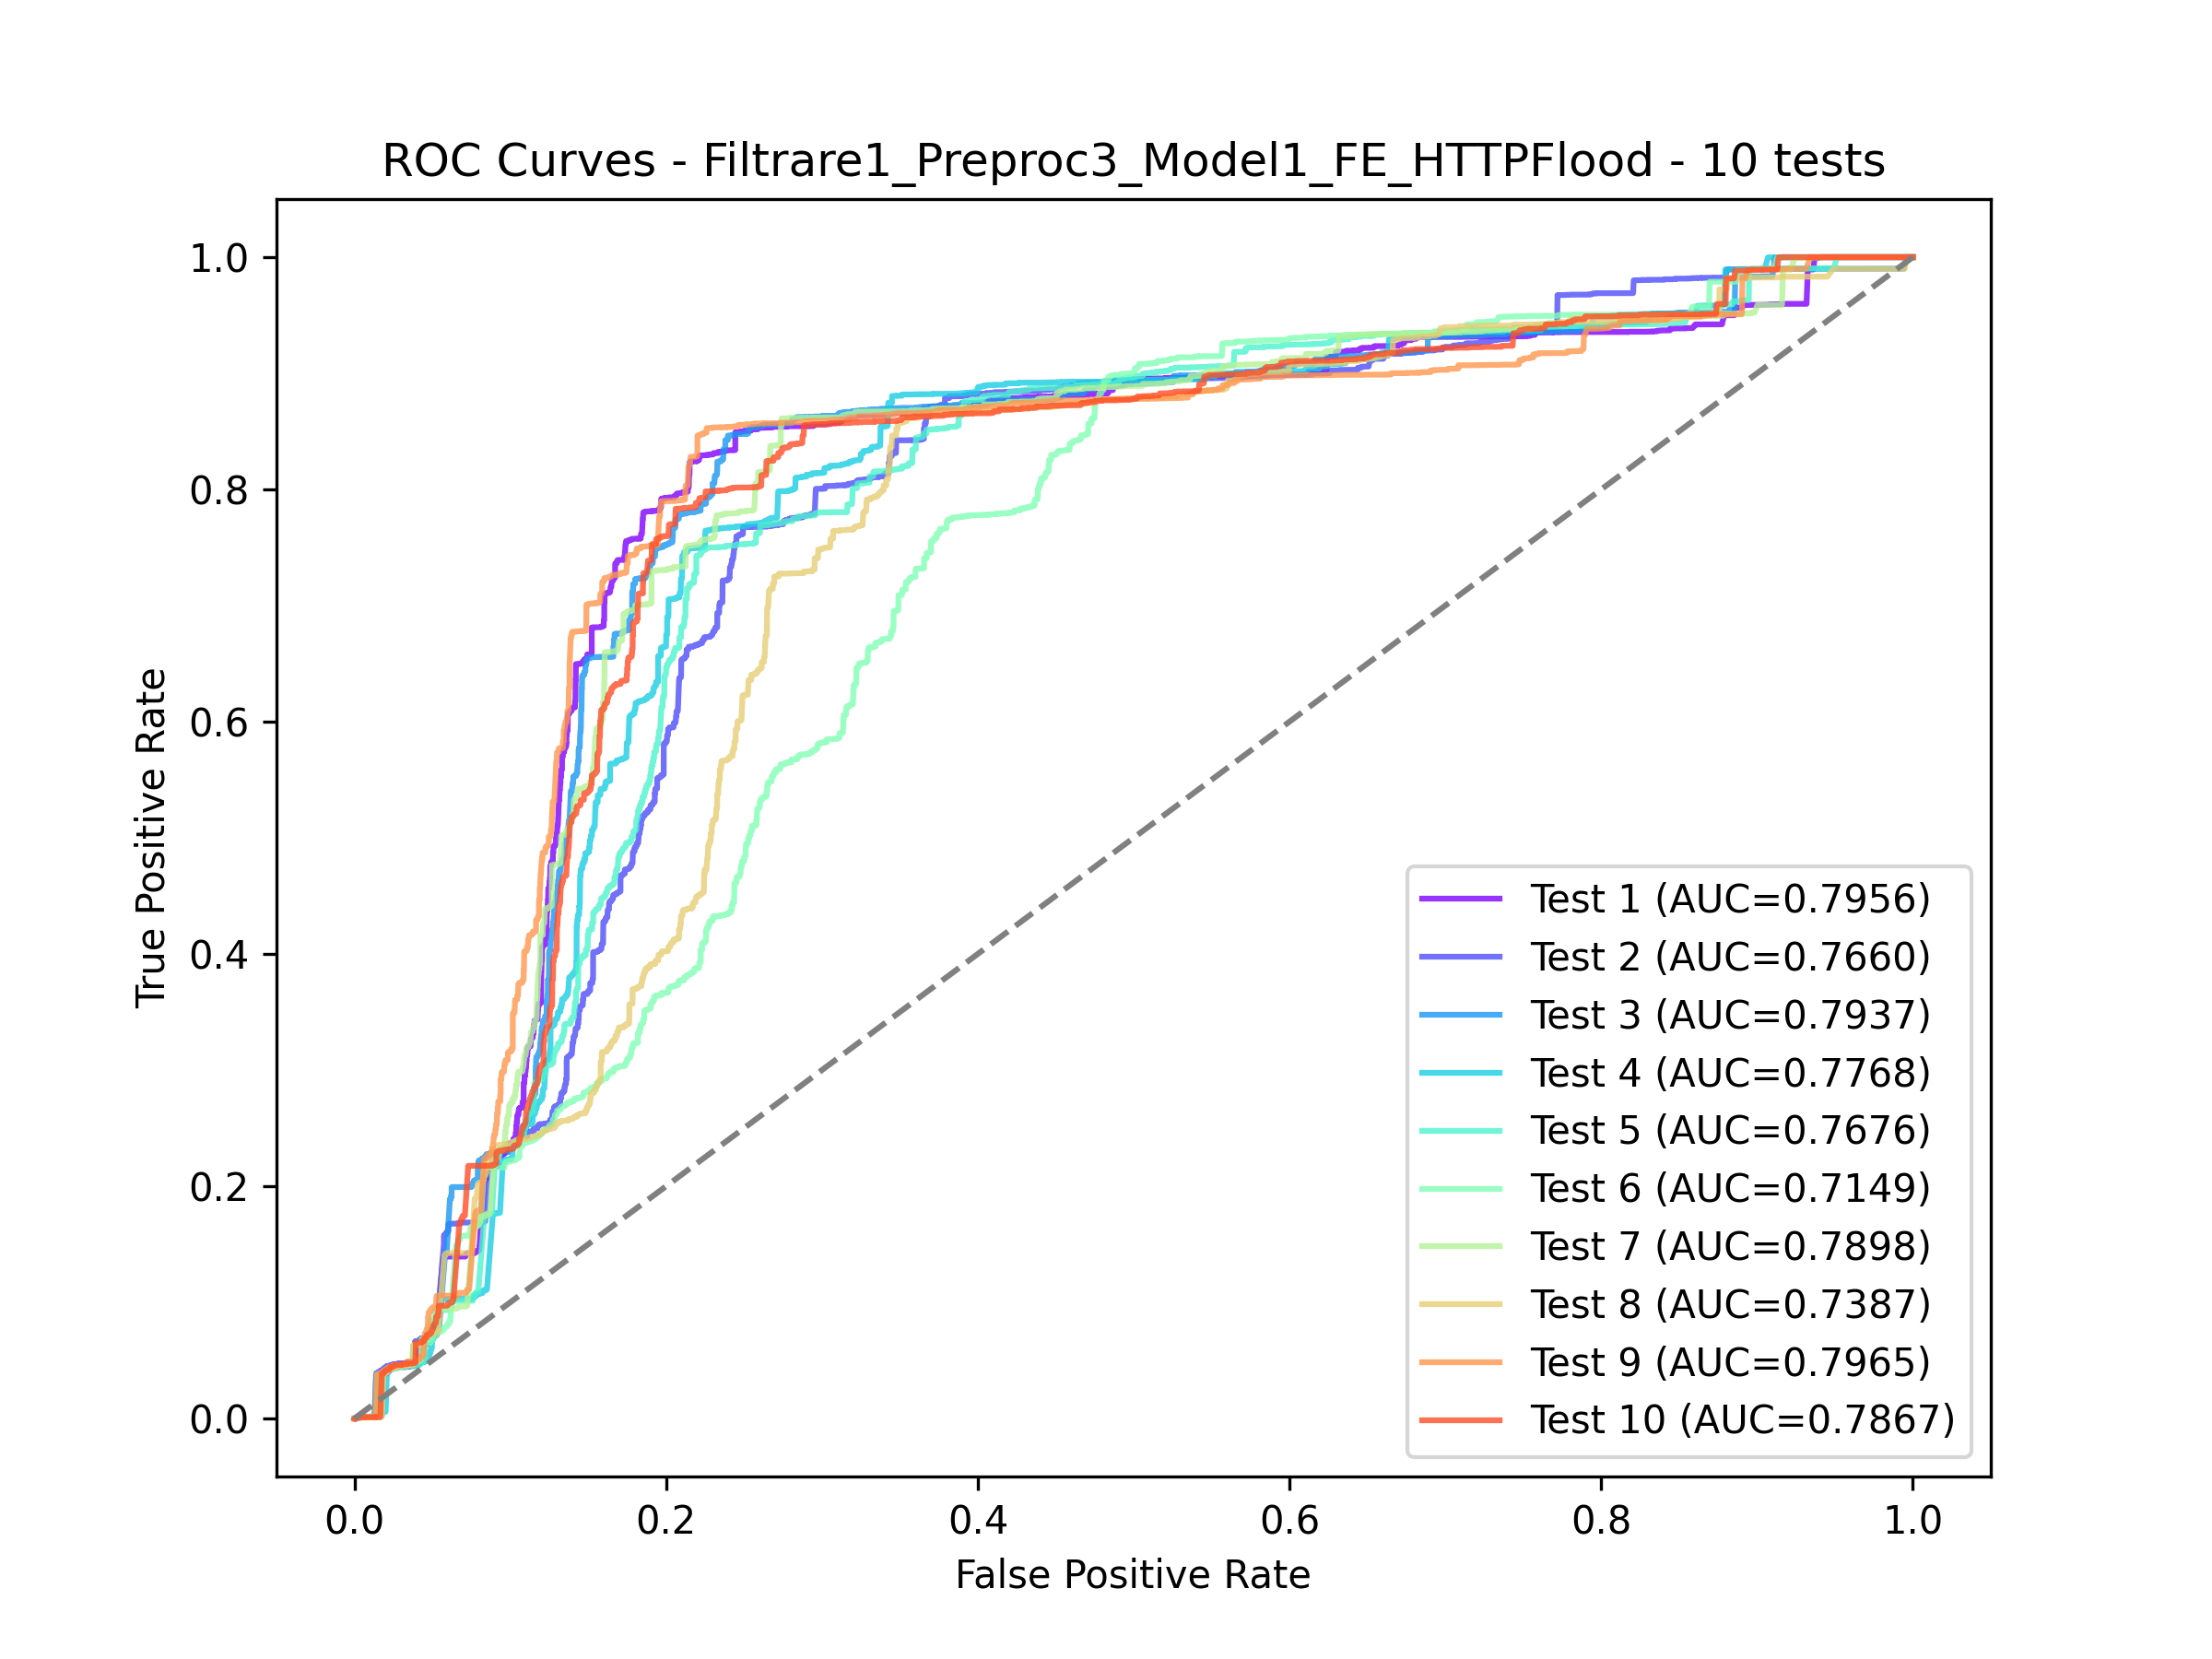 ROC Curves - Filtrare1_Preproc3_Model1_FE_HTTPFlood - 10 tests
True Positive Rate
1.0
0.8
0.6
0.4
0.2
0.0
0.0 0.2 0.4 0.6 0.8 1.0
False Positive Rate
Test 1 (AUC=0.7956)
Test 2 (AUC=0.7660)
Test 3 (AUC=0.7937)
Test 4 (AUC=0.7768)
Test 5 (AUC=0.7676)
Test 6 (AUC=0.7149)
Test 7 (AUC=0.7898)
Test 8 (AUC=0.7387)
Test 9 (AUC=0.7965)
Test 10 (AUC=0.7867)